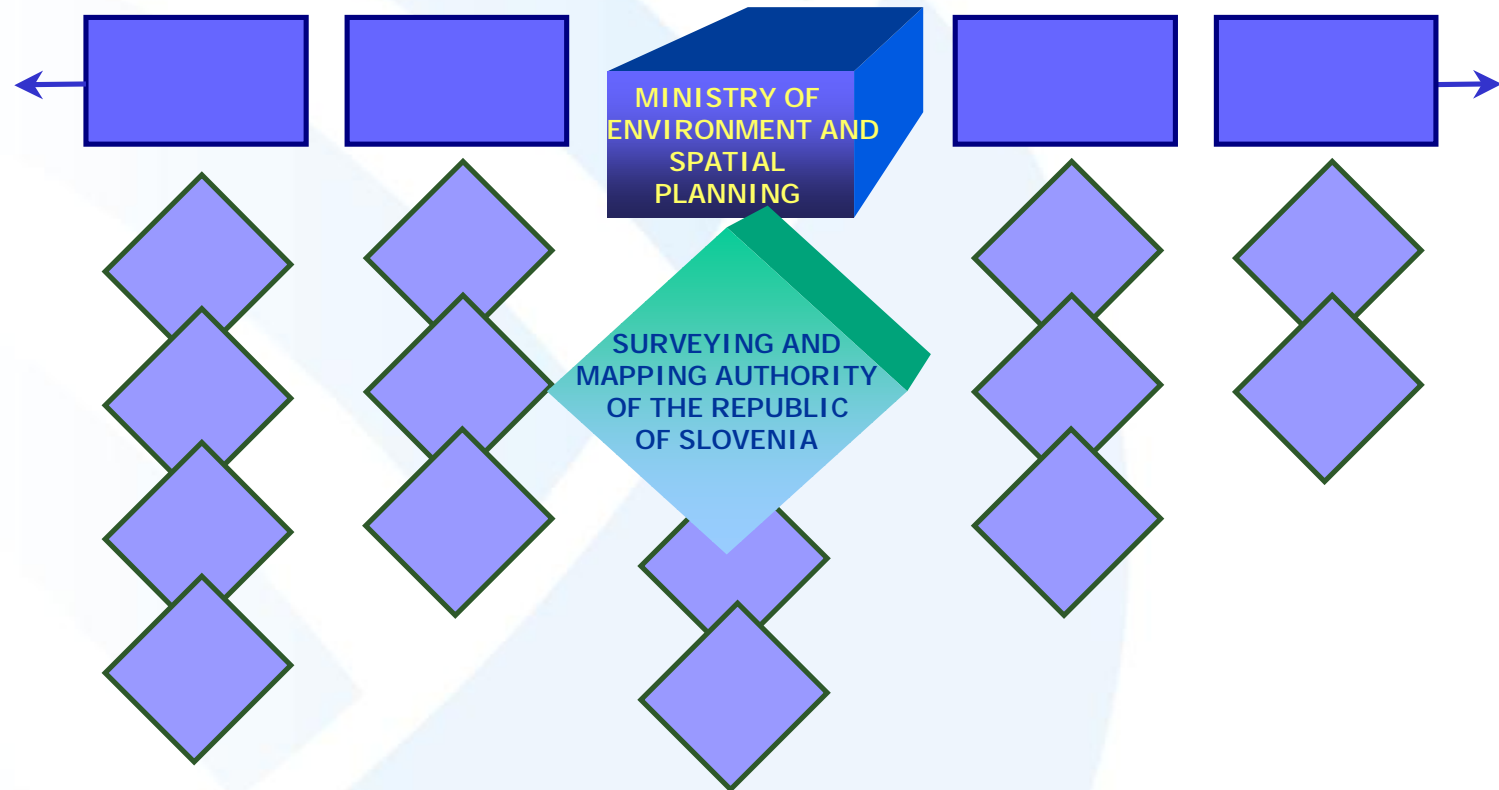 MINISTRY OF
ENVIRONMENT AND
SPATIAL
PLANNING
SURVEYING AND
MAPPING AUTHORITY
OF THE REPUBLIC
OF SLOVENIA